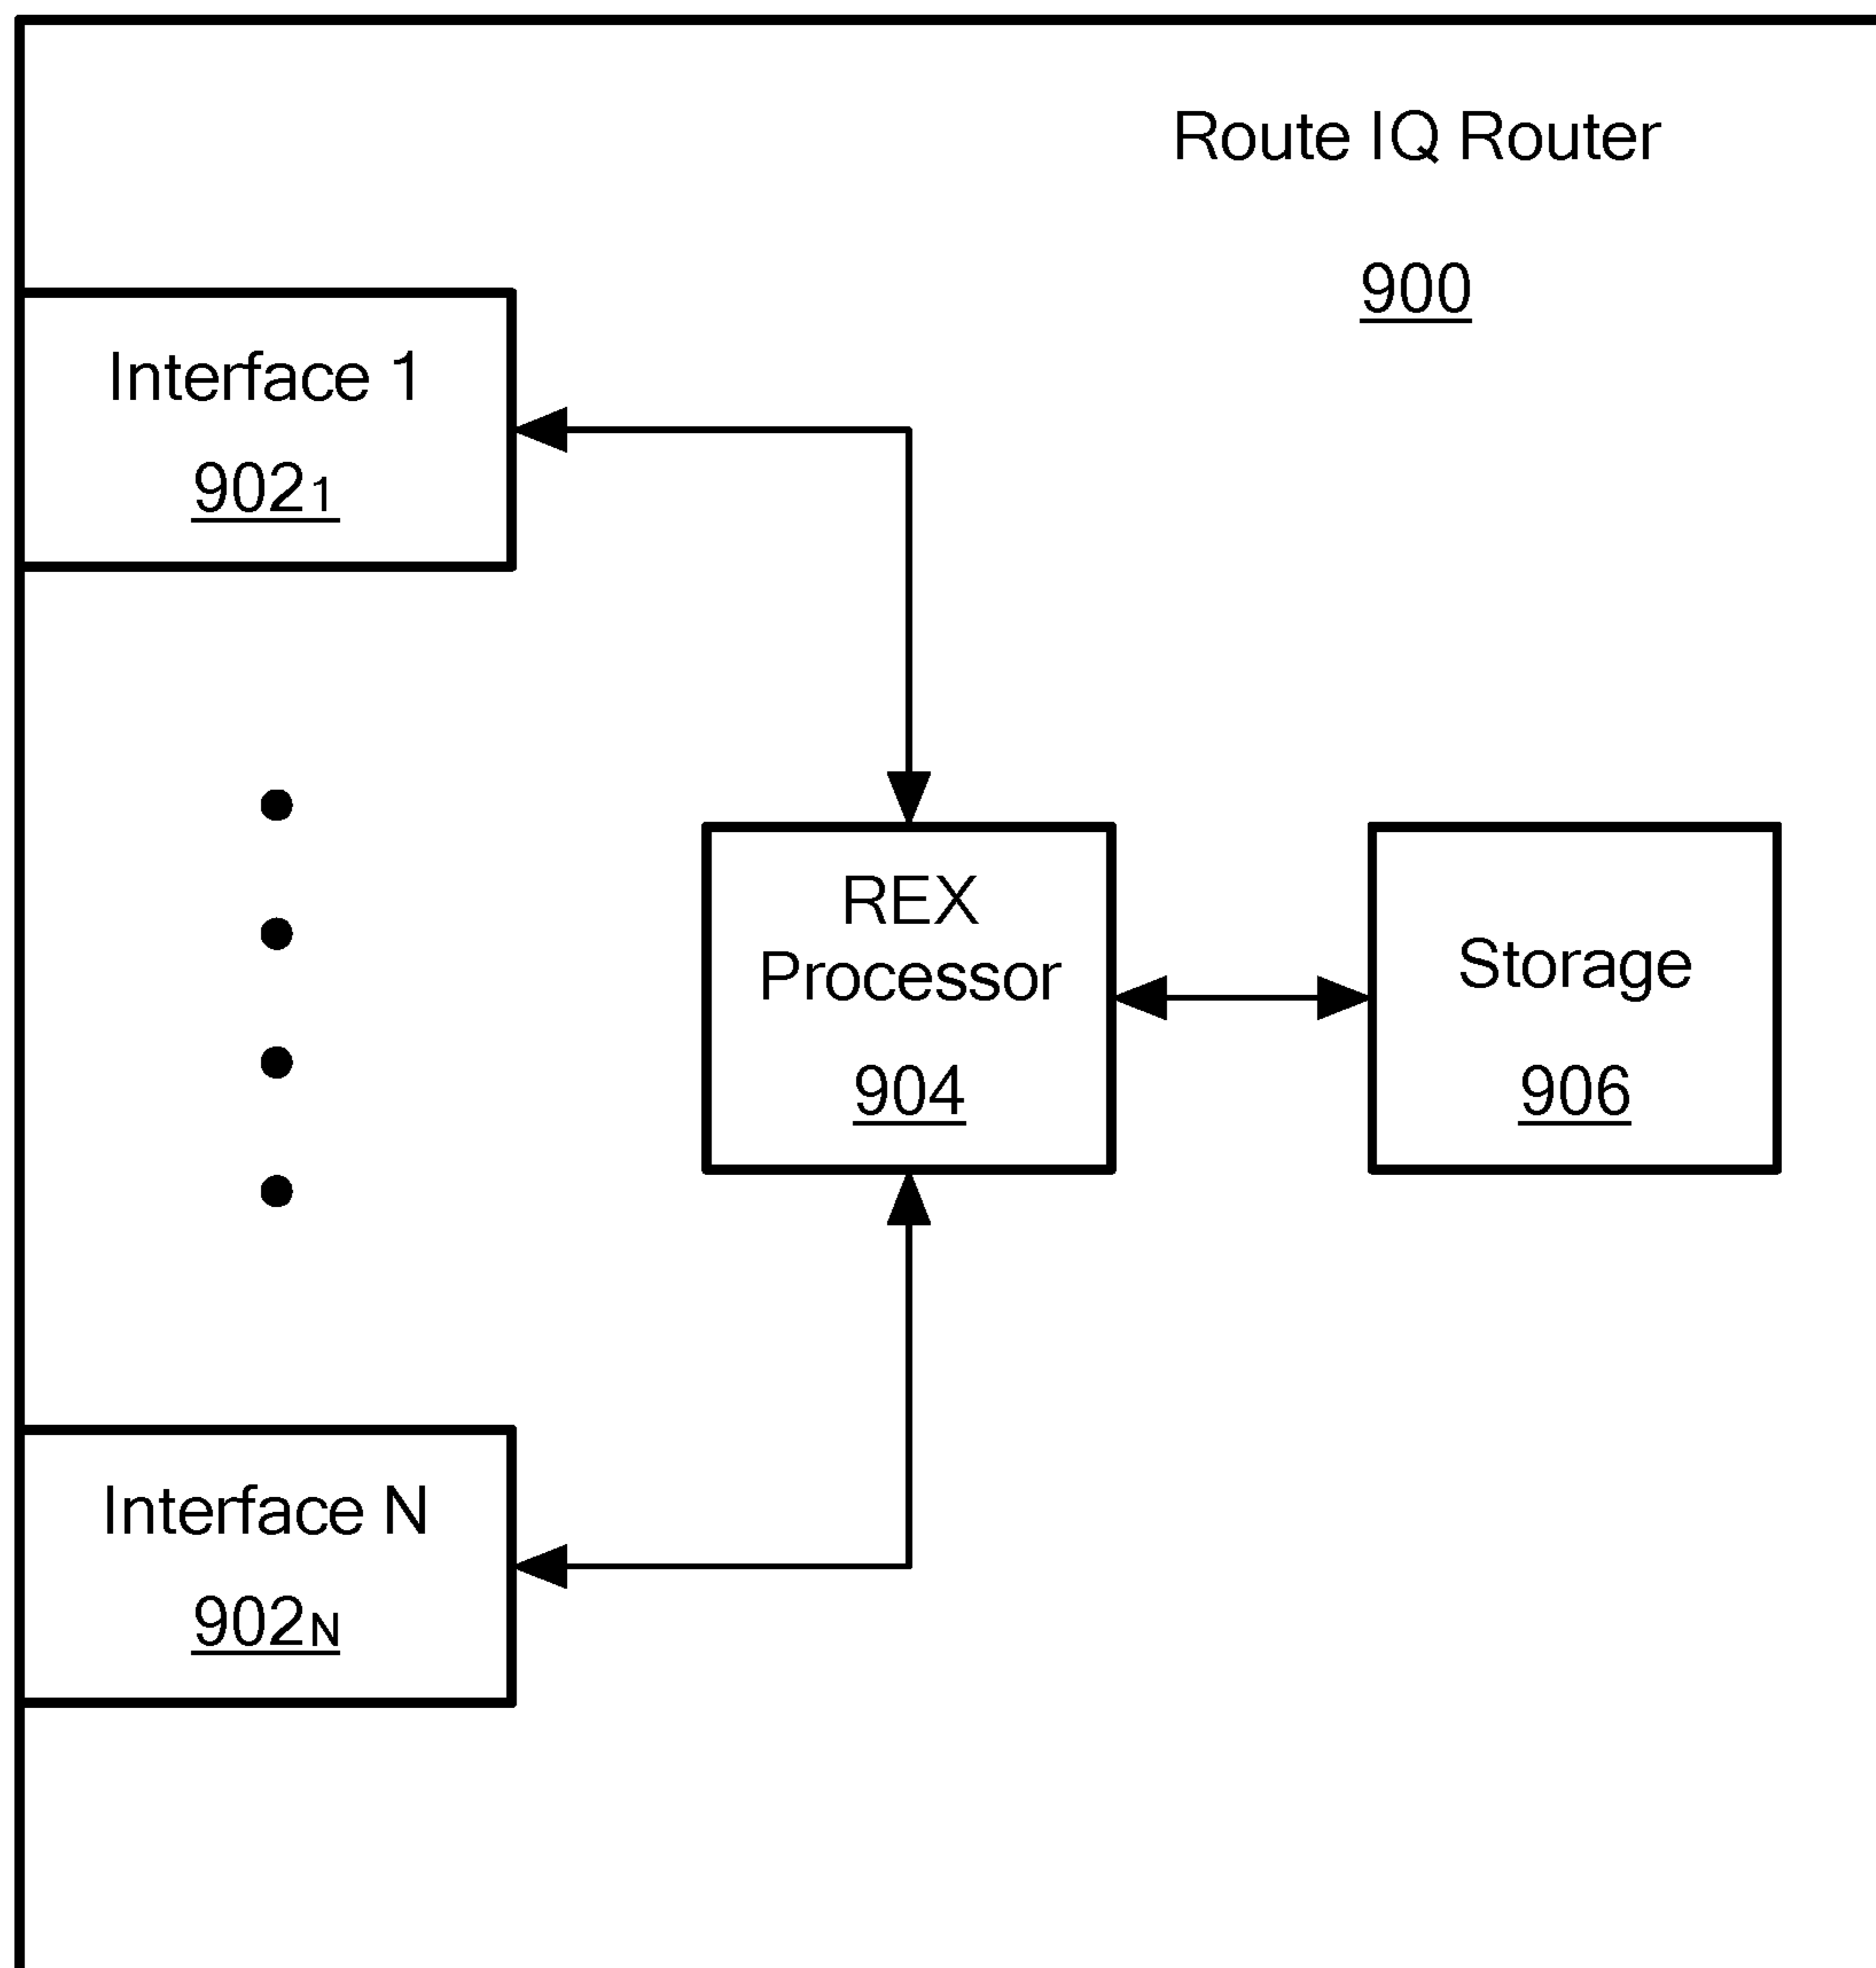 Route IQ Router
900
Interface 1
902₁
REX
Processor
904
Storage
906
Interface N
902N